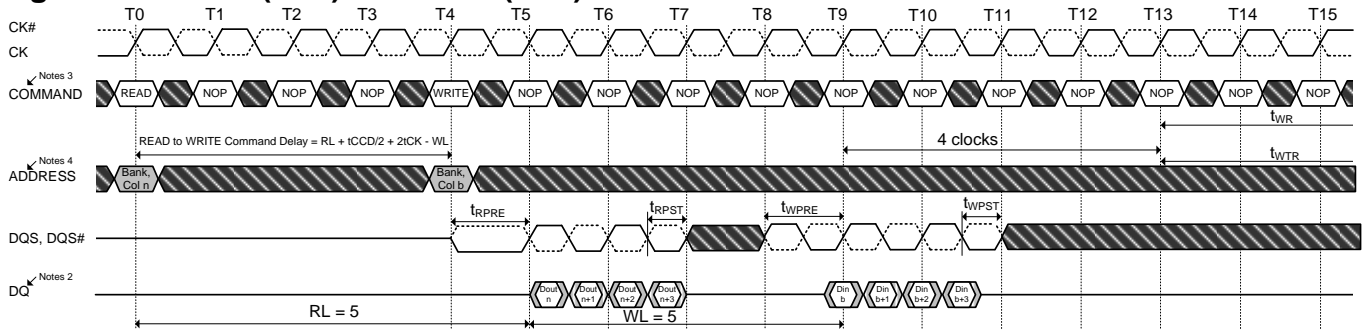 T0 T1 T2 T3 T4 T5 T6 T7 T8 T9 T10 T11 T12 T13 T14 T15
CK#
CK
Notes 3
COMMAND READ NOP NOP NOP WRITE NOP NOP NOP NOP NOP NOP NOP NOP NOP NOP NOP
tWR
READ to WRITE Command Delay = RL + tCCD/2 + 2tCK - WL
4 clocks
Notes 4
ADDRESS
Bank, Col n
Bank, Col b
tWTR
tRPRE tRPST tWPRE tWPST
DQS, DQS#
Notes 2
DQ
Dout n
Dout n+1
Dout n+2
Dout n+3
Din b
Din b+1
Din b+2
Din b+3
RL = 5 WL = 5